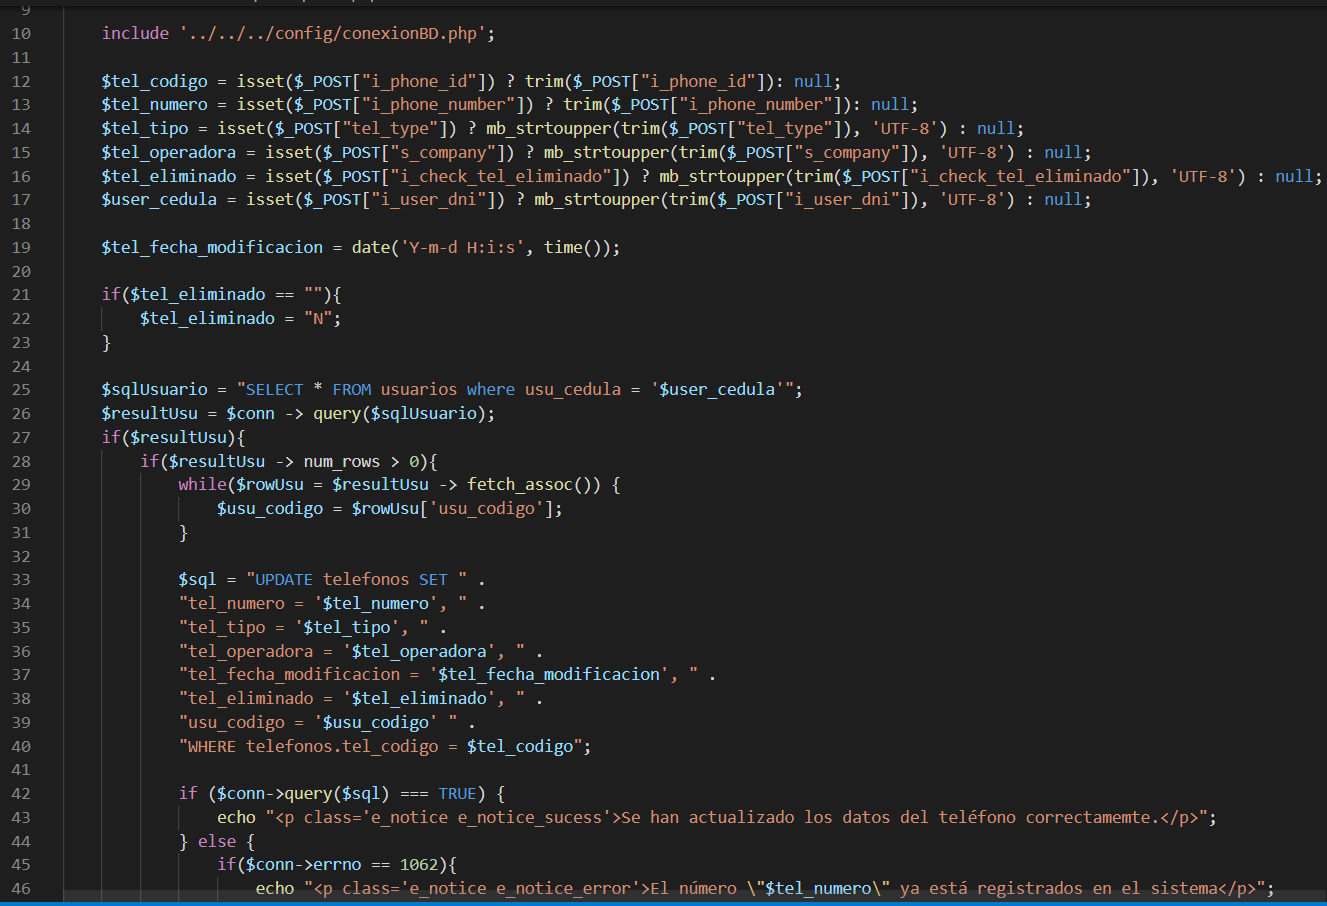 9
10 include '../../../config/conexionBD.php';
11
12 $tel_codigo = isset($_POST["i_phone_id"]) ? trim($_POST["i_phone_id"]): null;
13 $tel_numero = isset($_POST["i_phone_number"]) ? trim($_POST["i_phone_number"]): null;
14 $tel_tipo = isset($_POST["tel_type"]) ? mb_strtoupper(trim($_POST["tel_type"]), 'UTF-8') : null;
15 $tel_operadora = isset($_POST["s_company"]) ? mb_strtoupper(trim($_POST["s_company"]), 'UTF-8') : null;
16 $tel_eliminado = isset($_POST["i_check_tel_eliminado"]) ? mb_strtoupper(trim($_POST["i_check_tel_eliminado"]), 'UTF-8') : null;
17 $user_cedula = isset($_POST["i_user_dni"]) ? mb_strtoupper(trim($_POST["i_user_dni"]), 'UTF-8') : null;
18
19 $tel_fecha_modificacion = date('Y-m-d H:i:s', time());
20
21 if($tel_eliminado == ""){
22 $tel_eliminado = "N";
23 }
24
25 $sqlUsuario = "SELECT * FROM usuarios where usu_cedula = '$user_cedula'";
26 $resultUsu = $conn -> query($sqlUsuario);
27 if($resultUsu){
28 if($resultUsu -> num_rows > 0){
29 while($rowUsu = $resultUsu -> fetch_assoc()) {
30 $usu_codigo = $rowUsu['usu_codigo'];
31 }
32
33 $sql = "UPDATE telefonos SET " .
34 "tel_numero = '$tel_numero', " .
35 "tel_tipo = '$tel_tipo', " .
36 "tel_operadora = '$tel_operadora', " .
37 "tel_fecha_modificacion = '$tel_fecha_modificacion', " .
38 "tel_eliminado = '$tel_eliminado', " .
39 "usu_codigo = '$usu_codigo' " .
40 "WHERE telefonos.tel_codigo = $tel_codigo";
41
42 if ($conn->query($sql) === TRUE) {
43 echo "<p class='e_notice e_notice_sucess'>Se han actualizado los datos del teléfono correctamemte.</p>";
44 } else {
45 if($conn->errno == 1062){
46 echo "<p class='e_notice e_notice_error'>El número \"$tel_numero\" ya está registrados en el sistema</p>";